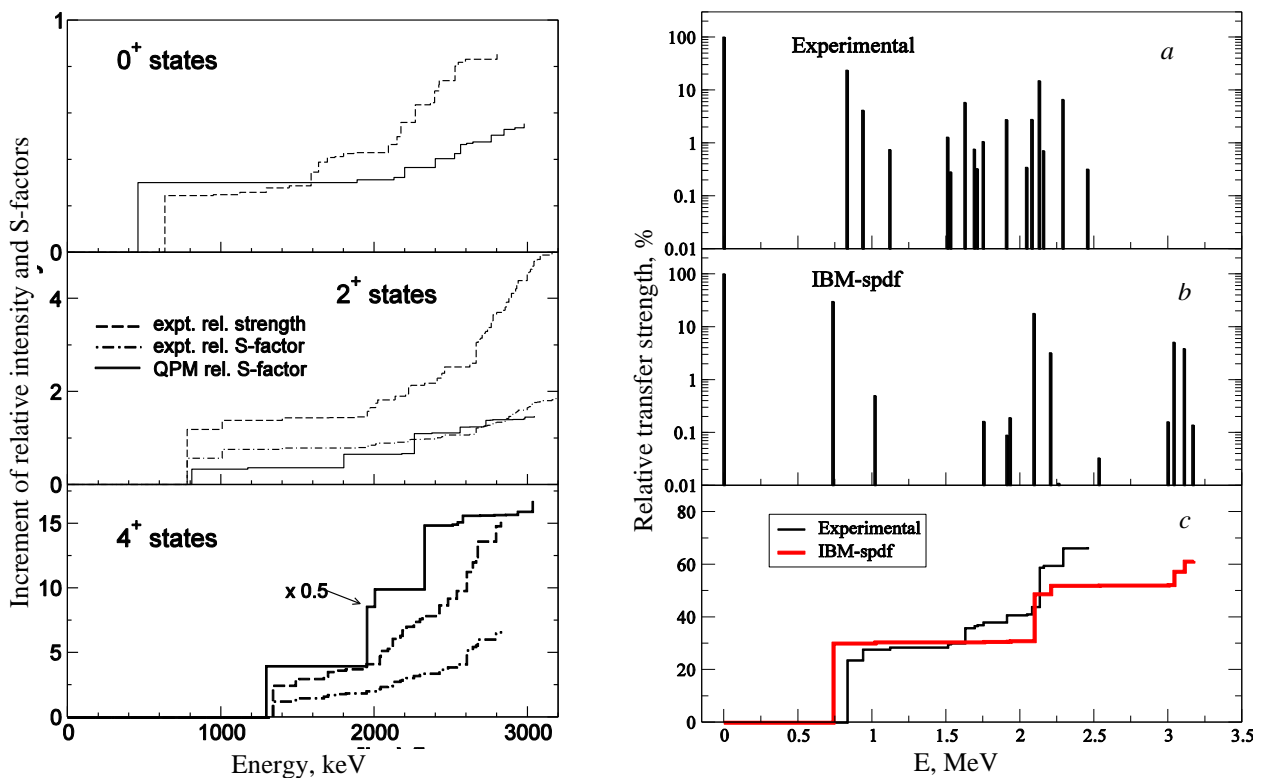 Increment of relative intensity and S-factors
1
0⁺ states
0
2⁺ states
4
expt. rel. strength
expt. rel. S-factor
QPM rel. S-factor
2
0
4⁺ states
15
10
x 0.5
5
0
0 1000 2000 3000
Energy, keV
Relative transfer strength, %
100
Experimental
a
10
1
0.1
0.01
100
IBM-spdf
b
10
1
0.1
0.01
80
Experimental
c
IBM-spdf
60
40
20
0
0 0.5 1 1.5 2 2.5 3 3.5
E, MeV